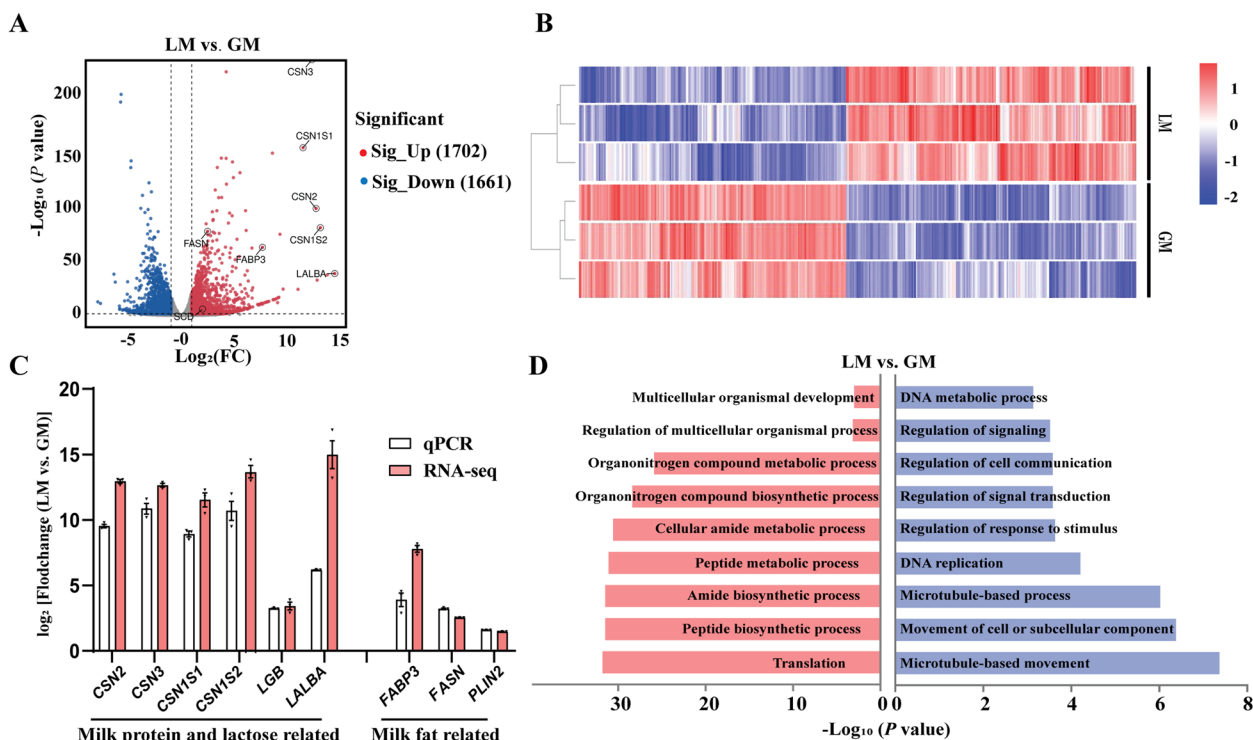 A
LM vs. GM
-Log₁₀ (P value)
200
150
100
50
0
-5
-0
5
10
15
Log₂(FC)
CSN3
CSN1S1
CSN2
CSN1S2
FASN
FABP3
LALBA
SCD
Significant
Sig_Up (1702)
Sig_Down (1661)
B
LM
GM
1
0
-1
-2
C
log₂ [Flodchange (LM vs. GM)]
20
15
10
5
0
qPCR
RNA-seq
CSN2
CSN3
CSN1S1
CSN1S2
LGB
LALBA
FABP3
FASN
PLIN2
Milk protein and lactose related
Milk fat related
D
LM vs. GM
Multicellular organismal development
Regulation of multicellular organismal process
Organonitrogen compound metabolic process
Organonitrogen compound biosynthetic process
Cellular amide metabolic process
Peptide metabolic process
Amide biosynthetic process
Peptide biosynthetic process
Translation
DNA metabolic process
Regulation of signaling
Regulation of cell communication
Regulation of signal transduction
Regulation of response to stimulus
DNA replication
Microtubule-based process
Movement of cell or subcellular component
Microtubule-based movement
30
20
10
0
0
2
4
6
8
-Log₁₀ (P value)